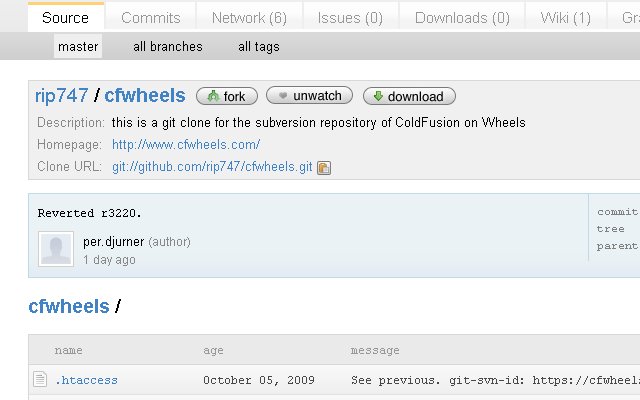 Source Commits Network (6) Issues (0) Downloads (0) Wiki (1)
master all branches all tags
rip747 / cfwheels fork unwatch download
Description: this is a git clone for the subversion repository of ColdFusion on Wheels
Homepage: http://www.cfwheels.com/
Clone URL: git://github.com/rip747/cfwheels.git
Reverted r3220.
commit
per.djurner (author)
tree
1 day ago
parent
cfwheels /
name age message
.htaccess October 05, 2009 See previous. git-svn-id: https://cfwheels